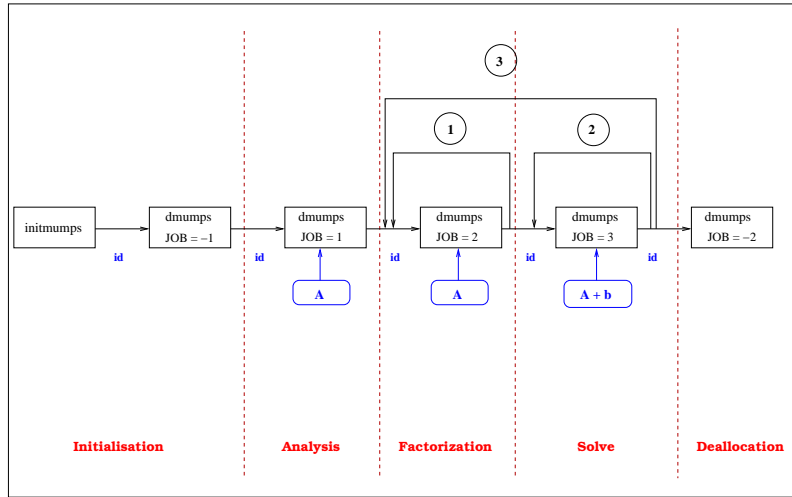 3
1
2
initmumps
dmumps
JOB = −1
dmumps
JOB = 1
dmumps
JOB = 2
dmumps
JOB = 3
dmumps
JOB = −2
id
id
id
id
id
A
A
A + b
Initialisation
Analysis
Factorization
Solve
Deallocation